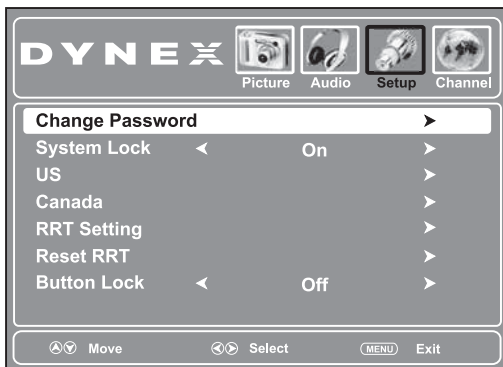 DYNEX
Picture Audio Setup Channel
Change Password
System Lock On
US
Canada
RRT Setting
Reset RRT
Button Lock Off
Move Select MENU Exit